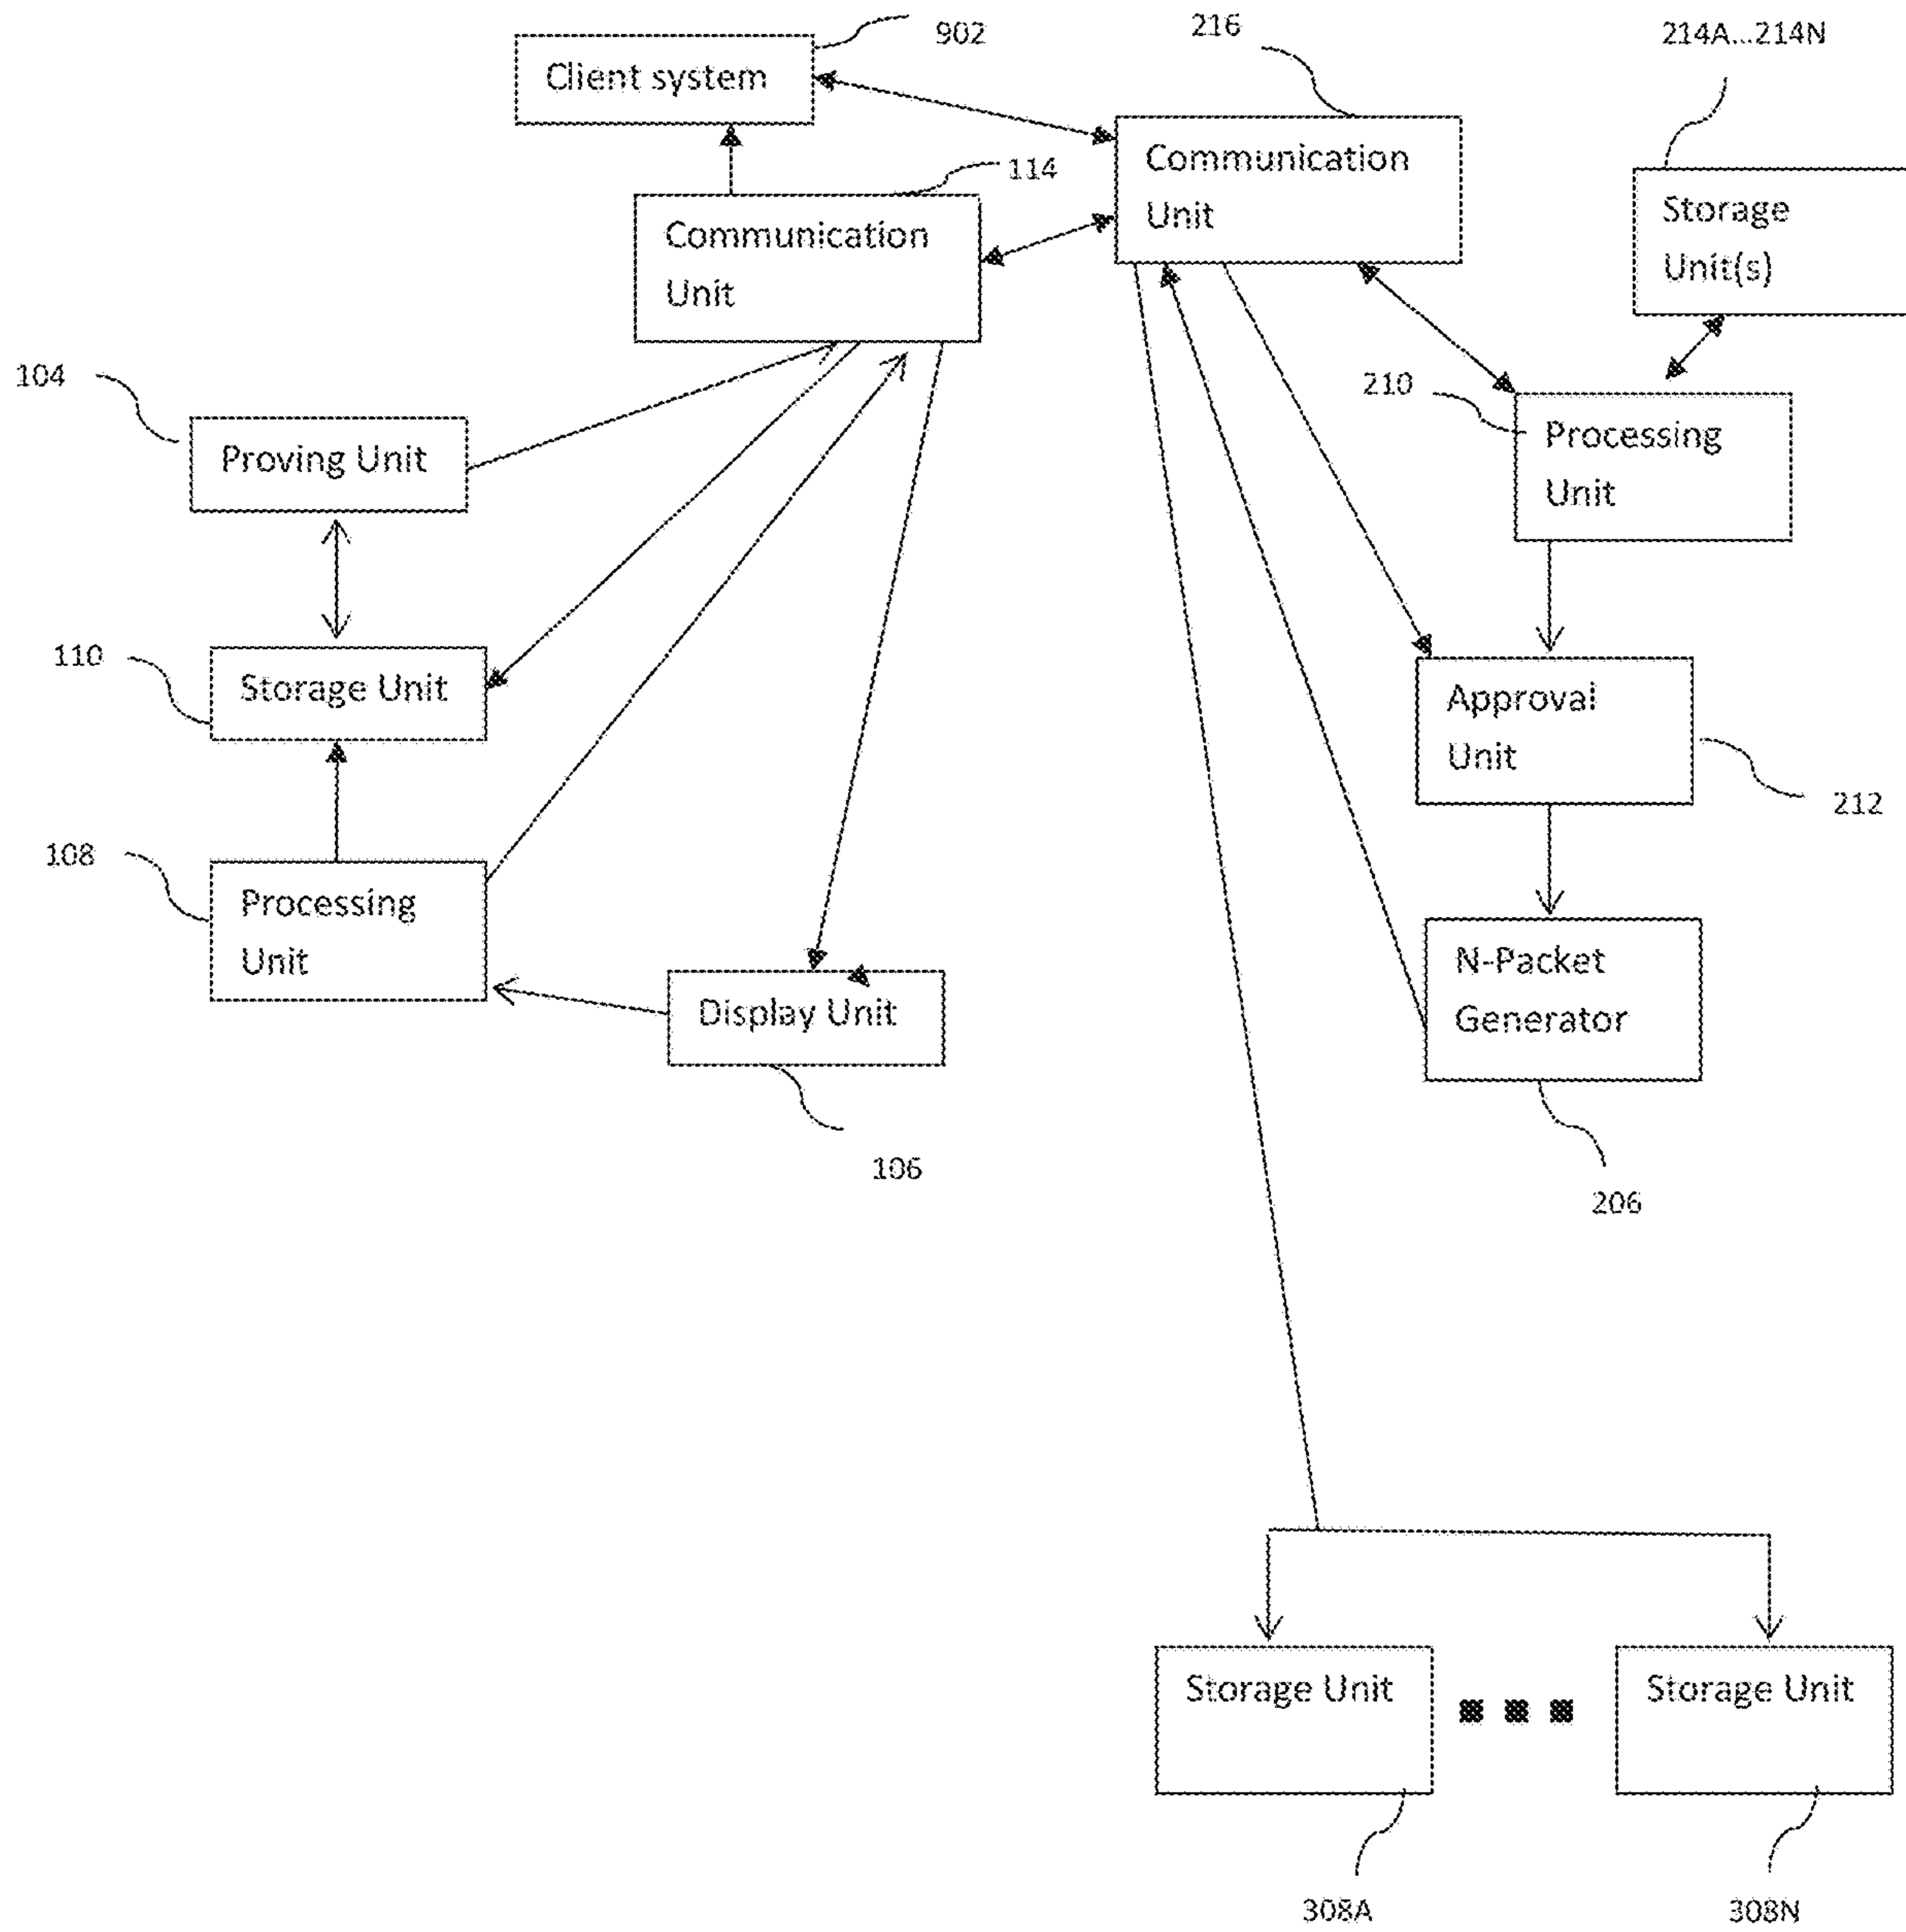 902
216
214A...214N
Client system
Communication
Unit
114
Storage
Unit(s)
Communication
Unit
104
210
Proving Unit
Processing
Unit
110
Storage Unit
Approval
Unit
212
108
Processing
Unit
N-Packet
Generator
Display Unit
106
206
Storage Unit
Storage Unit
308A
308N